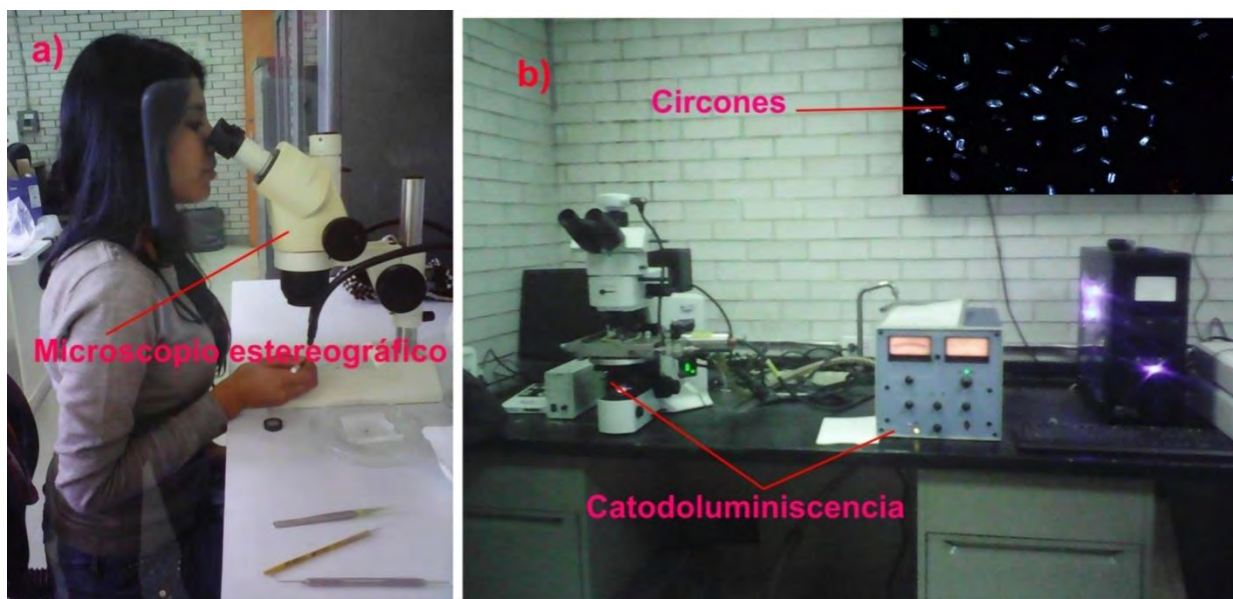 a)
Microscopio estereográfico
b)
Circones
Catodoluminiscencia